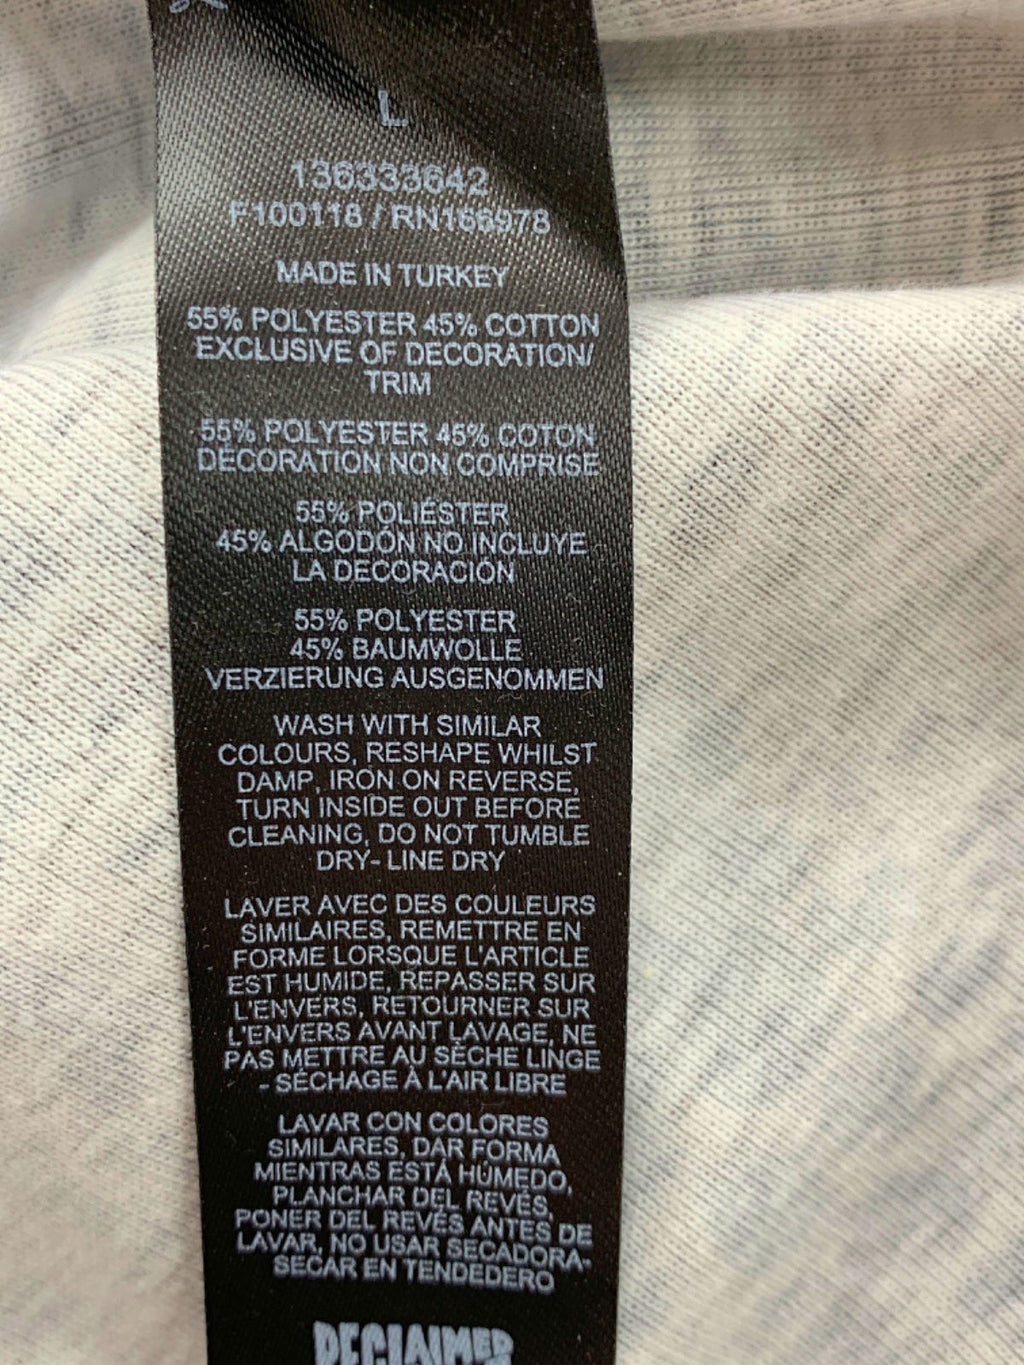 L
136333642
F100118 / RN166978
MADE IN TURKEY
55% POLYESTER 45% COTTON
EXCLUSIVE OF DECORATION/
TRIM
55% POLYESTER 45% COTON
DECORATION NON COMPRISE
55% POLIÉSTER
45% ALGODÓN NO INCLUYE
LA DECORACIÓN
55% POLYESTER
45% BAUMWOLLE
VERZIERUNG AUSGENOMMEN
WASH WITH SIMILAR
COLOURS, RESHAPE WHILST
DAMP, IRON ON REVERSE,
TURN INSIDE OUT BEFORE
CLEANING, DO NOT TUMBLE
DRY- LINE DRY
LAVER AVEC DES COULEURS
SIMILAIRES, REMETTRE EN
FORME LORSQUE L'ARTICLE
EST HUMIDE, REPASSER SUR
L'ENVERS, RETOURNER SUR
L'ENVERS AVANT LAVAGE, NE
PAS METTRE AU SÈCHE LINGE
- SÉCHAGE À L'AIR LIBRE
LAVAR CON COLORES
SIMILARES, DAR FORMA
MIENTRAS ESTÁ HÚMEDO,
PLANCHAR DEL REVÉS,
PONER DEL REVÉS ANTES DE
LAVAR, NO USAR SECADORA-
SECAR EN TENDEDERO